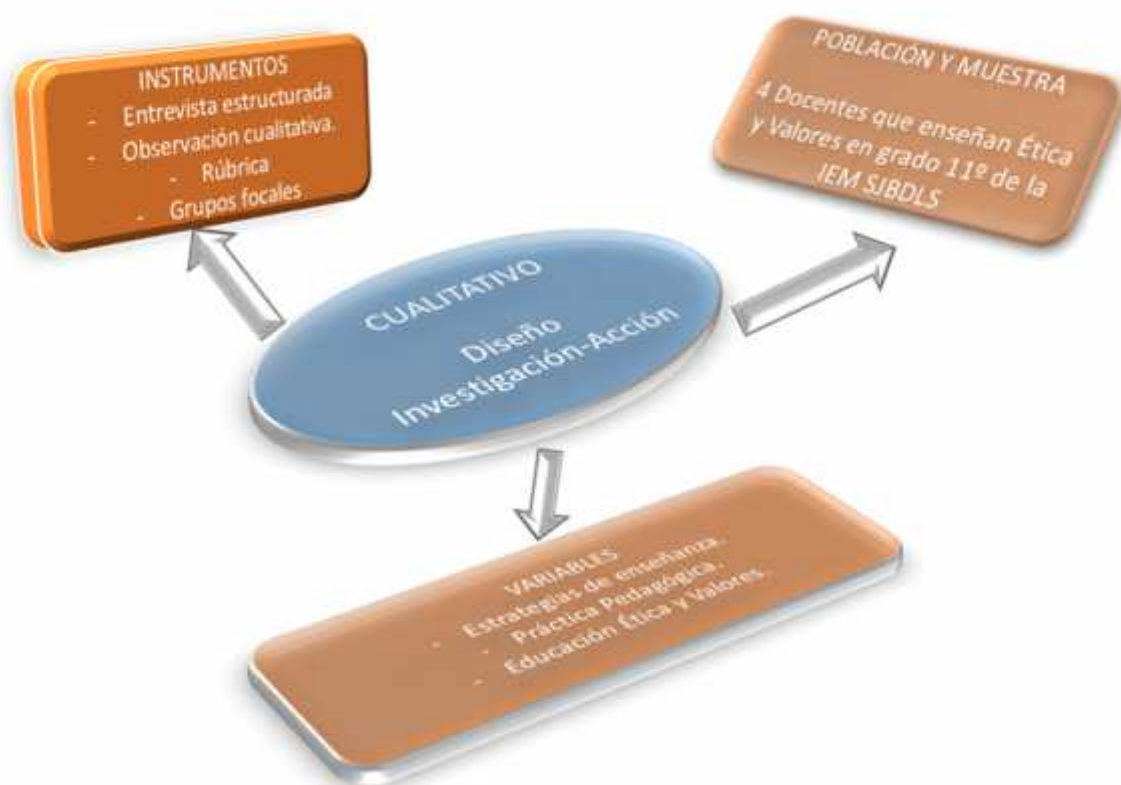 INSTRUMENTOS
- Entrevista estructurada
- Observación cualitativa.
- Rúbrica
- Grupos focales
POBLACIÓN Y MUESTRA
4 Docentes que enseñan Ética
y Valores en grado 11º de la
IEM SJBDLS
CUALITATIVO
Diseño
Investigación-Acción
VARIABLES
- Estrategias de enseñanza.
- Práctica Pedagógica.
- Educación Ética y Valores.